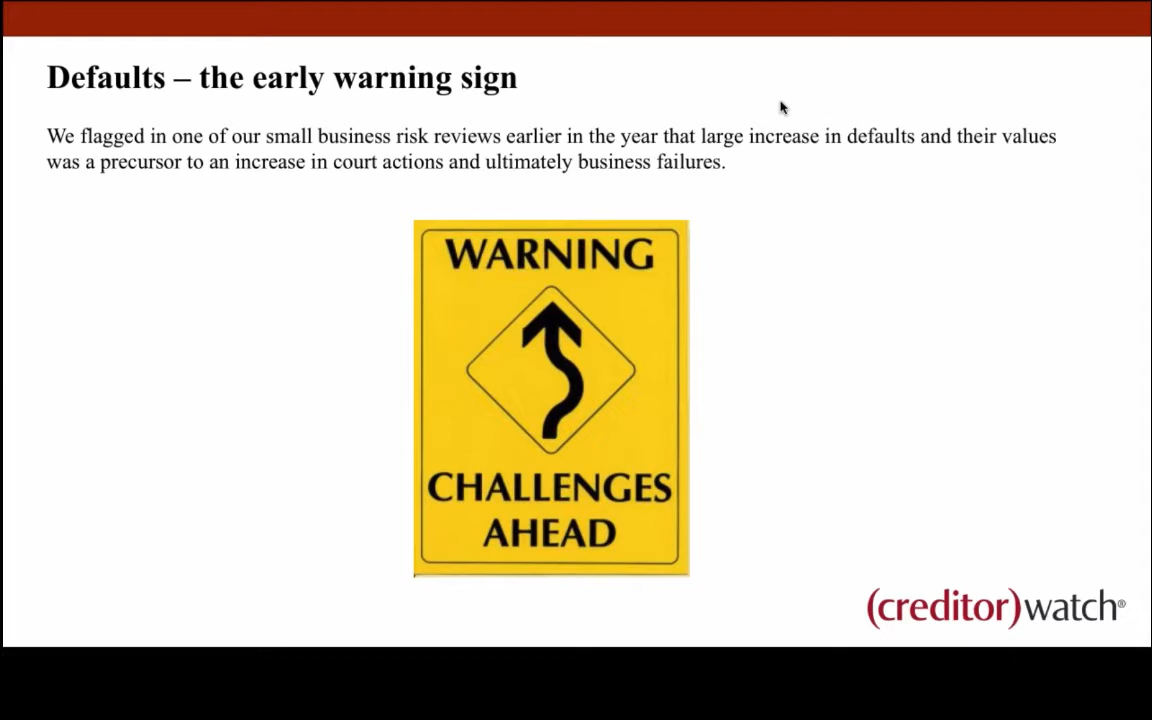 Defaults – the early warning sign
We flagged in one of our small business risk reviews earlier in the year that large increase in defaults and their values
was a precursor to an increase in court actions and ultimately business failures.
WARNING
CHALLENGES
AHEAD
(creditor)watch®